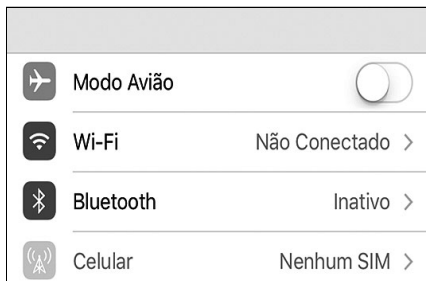 Modo Avião
Wi-Fi Não Conectado
Bluetooth Inativo
Celular Nenhum SIM